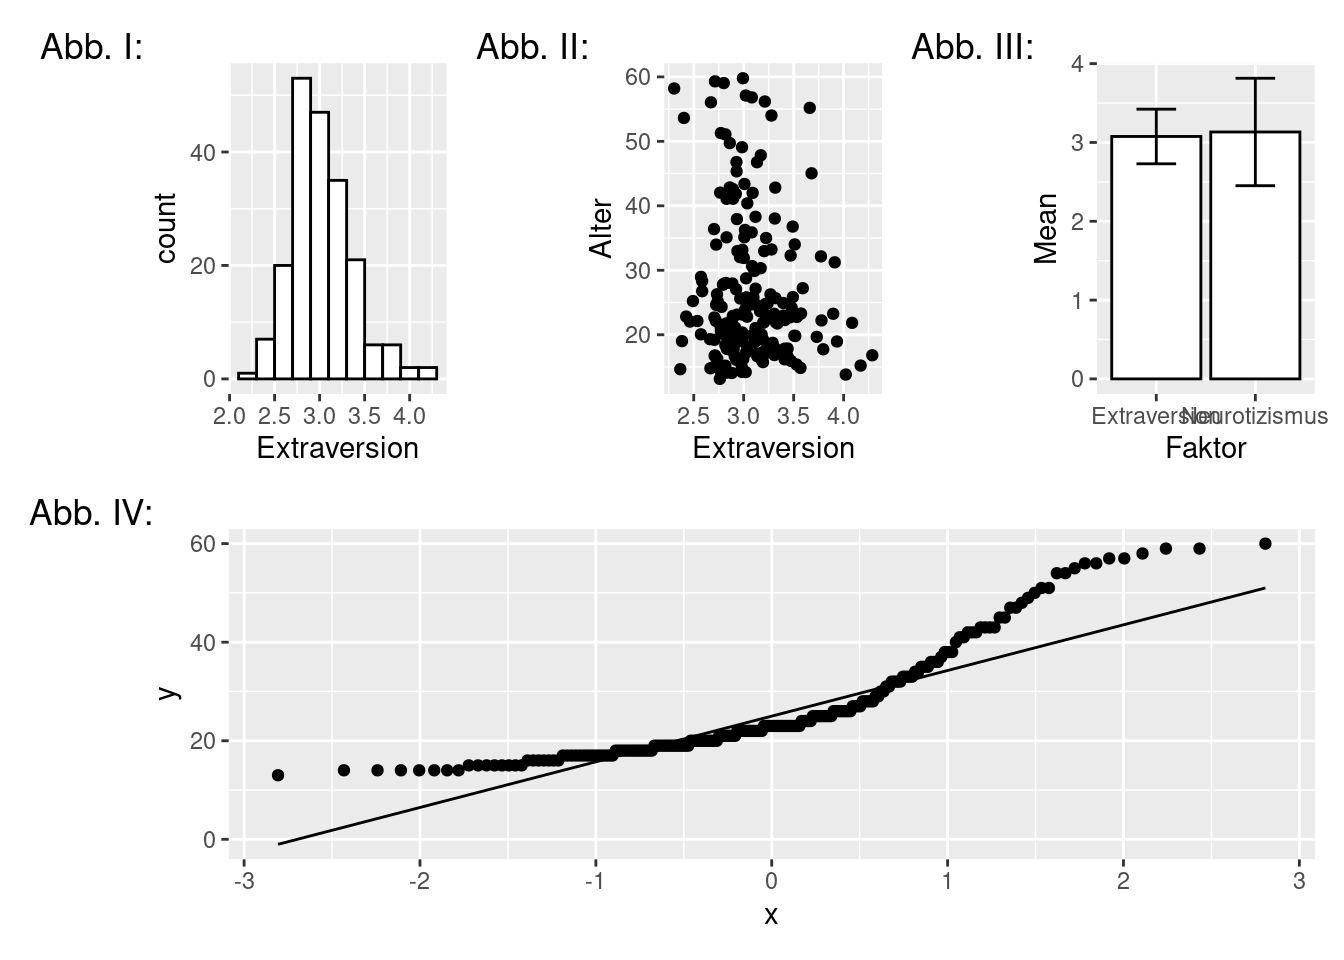 Abb. I:
count
40
20
0
2.0 2.5 3.0 3.5 4.0
Extraversion
Abb. II:
Alter
60
50
40
30
20
2.5 3.0 3.5 4.0
Extraversion
Abb. III:
Mean
4
3
2
1
0
Extraversion Neurotizismus
Faktor
Abb. IV:
y
60
40
20
0
-3 -2 -1 0 1 2 3
x